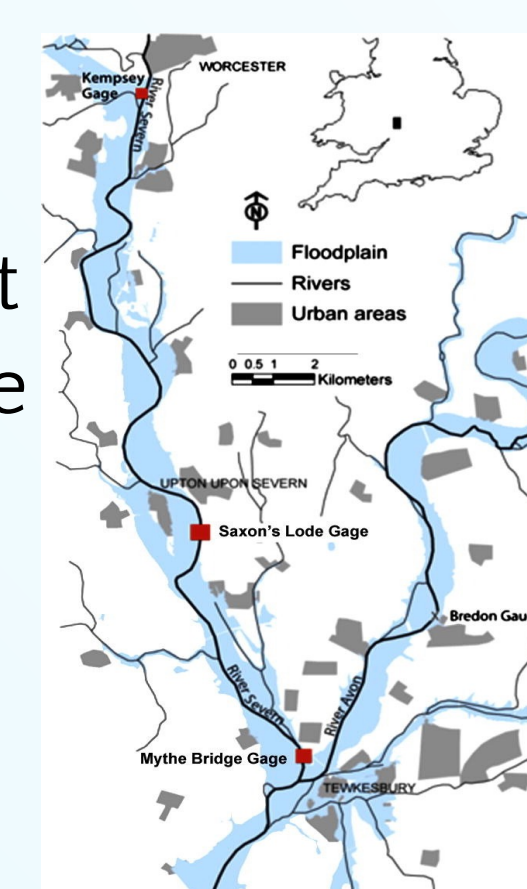 WORCESTER
Kempsey
Gage
River Severn
N
t
Floodplain
Rivers
Urban areas
e
0 0.5 1 2
Kilometers
UPTON UPON SEVERN
Saxon's Lode Gage
Bredon Gau
River Severn
River Avon
Mythe Bridge Gage
TEWKESBURY